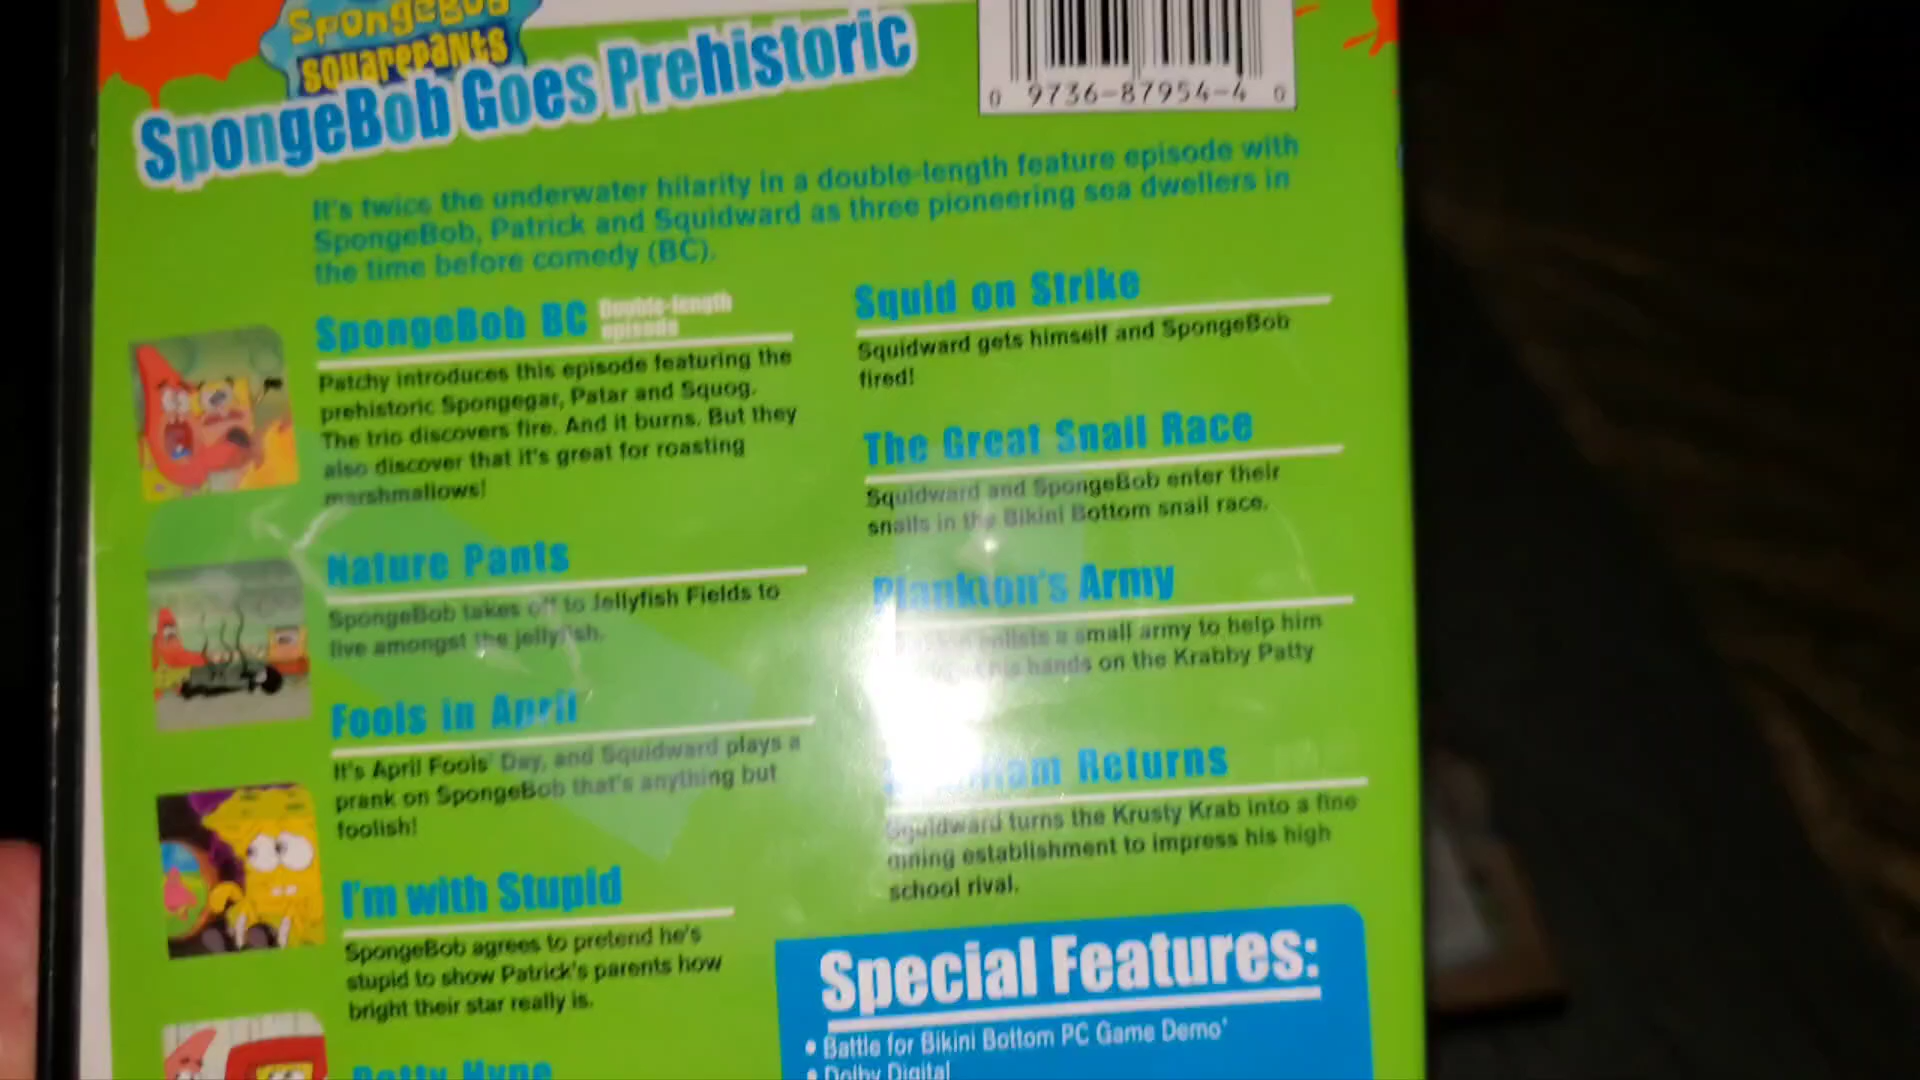 SpongeBob
SQUAREPANTS
SpongeBob Goes Prehistoric
0 9736-87954-4 0
It's twice the underwater hilarity in a double-length feature episode with
SpongeBob, Patrick and Squidward as three pioneering sea dwellers in
the time before comedy (BC).
SpongeBob BC Double-length
episode
Patchy introduces this episode featuring the
prehistoric Spongegar, Patar and Squog.
The trio discovers fire. And it burns. But they
also discover that it's great for roasting
marshmallows!
Nature Pants
SpongeBob takes off to Jellyfish Fields to
live amongst the jellyfish.
Fools in April
It's April Fools' Day, and Squidward plays a
prank on SpongeBob that's anything but
foolish!
I'm with Stupid
SpongeBob agrees to pretend he's
stupid to show Patrick's parents how
bright their star really is.
Patty Hype
Squid on Strike
Squidward gets himself and SpongeBob
fired!
The Great Snail Race
Squidward and SpongeBob enter their
snails in the Bikini Bottom snail race.
Plankton's Army
enlists a small army to help him
his hands on the Krabby Patty
Returns
Squidward turns the Krusty Krab into a fine
dining establishment to impress his high
school rival.
Special Features:
• Battle for Bikini Bottom PC Game Demo*
• Dolby Digital